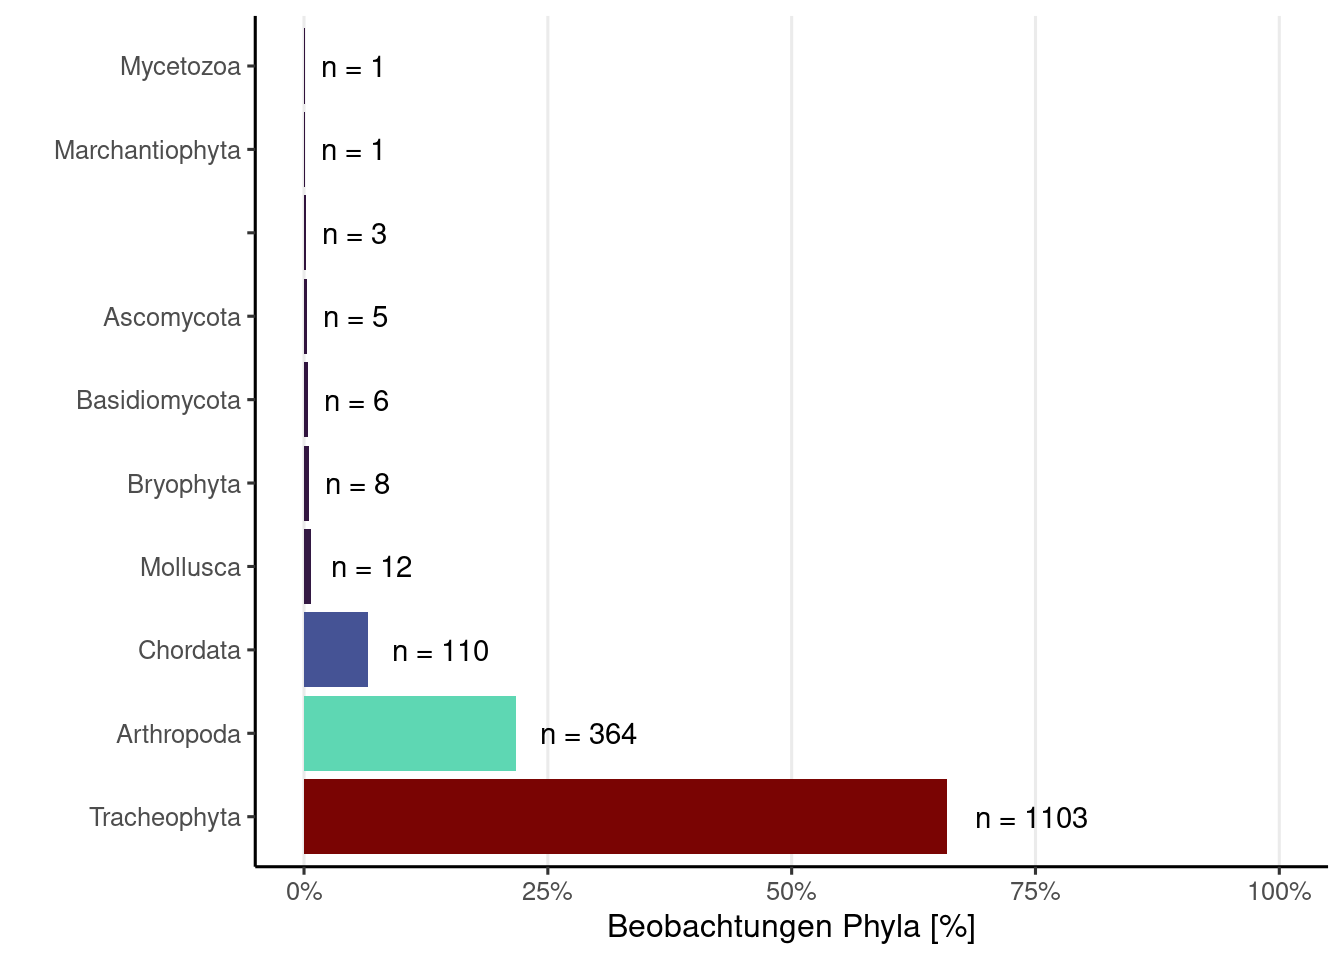 Mycetozoa n = 1
Marchantiophyta n = 1
n = 3
Ascomycota n = 5
Basidiomycota n = 6
Bryophyta n = 8
Mollusca n = 12
Chordata n = 110
Arthropoda n = 364
Tracheophyta n = 1103
0% 25% 50% 75% 100%
Beobachtungen Phyla [%]